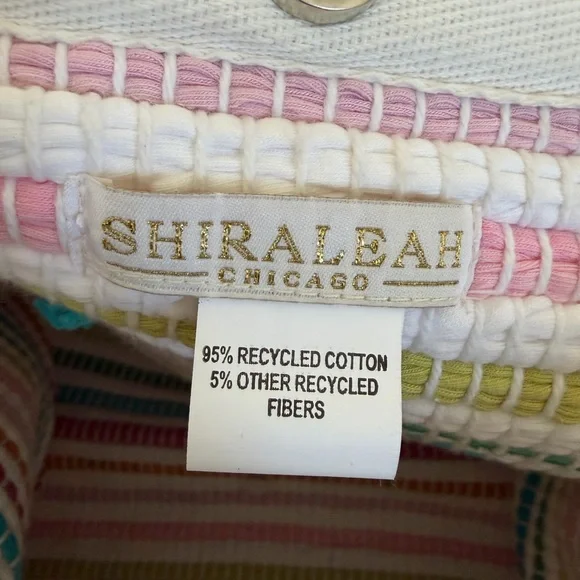 SHIRALEAH
CHICAGO
95% RECYCLED COTTON
5% OTHER RECYCLED
FIBERS